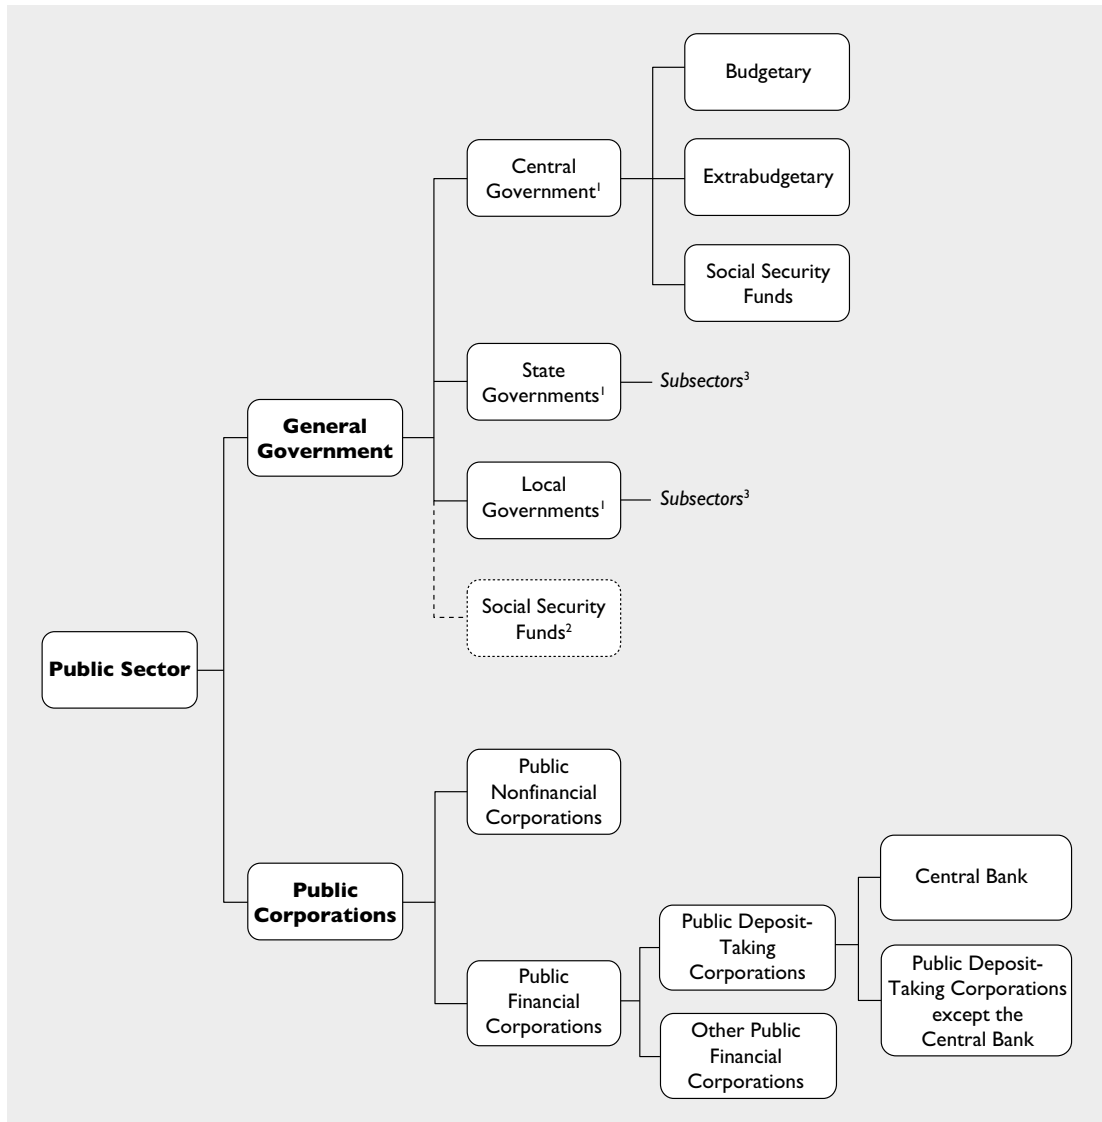 Budgetary
Central
Government¹
Extrabudgetary
Social Security
Funds
State
Governments¹
Subsectors³
General
Government
Local
Governments¹
Subsectors³
Social Security
Funds²
Public Sector
Public
Nonfinancial
Corporations
Public
Corporations
Central Bank
Public Deposit-
Taking
Corporations
Public
Financial
Corporations
Public Deposit-
Taking Corporations
except the
Central Bank
Other Public
Financial
Corporations